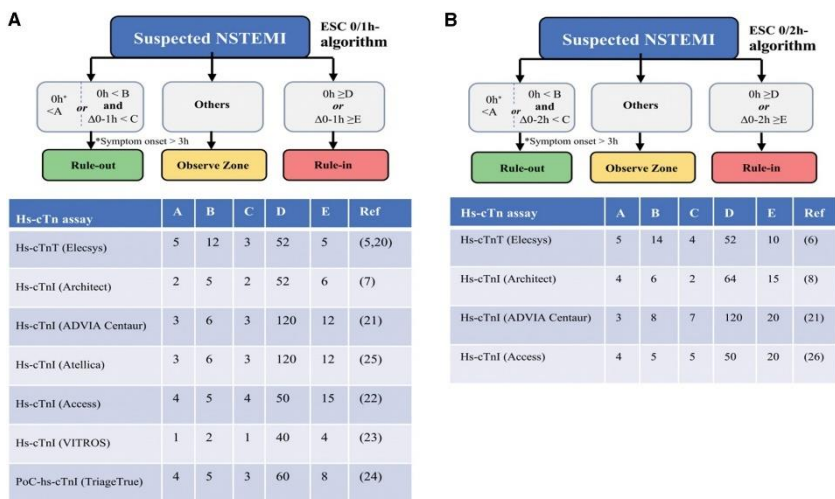 A
Suspected NSTEMI
ESC 0/1h-
algorithm
0h*
<A
or
0h < B
and
Δ0-1h < C
Others
0h ≥D
or
Δ0-1h ≥E
*Symptom onset > 3h
Rule-out
Observe Zone
Rule-in
Hs-cTn assay A B C D E Ref
Hs-cTnT (Elecsys) 5 12 3 52 5 (5,20)
Hs-cTnI (Architect) 2 5 2 52 6 (7)
Hs-cTnI (ADVIA Centaur) 3 6 3 120 12 (21)
Hs-cTnI (Atellica) 3 6 3 120 12 (25)
Hs-cTnI (Access) 4 5 4 50 15 (22)
Hs-cTnI (VITROS) 1 2 1 40 4 (23)
PoC-hs-cTnI (TriageTrue) 4 5 3 60 8 (24)
B
Suspected NSTEMI
ESC 0/2h-
algorithm
0h*
<A
or
0h < B
and
Δ0-2h < C
Others
0h ≥D
or
Δ0-2h ≥E
*Symptom onset > 3h
Rule-out
Observe Zone
Rule-in
Hs-cTn assay A B C D E Ref
Hs-cTnT (Elecsys) 5 14 4 52 10 (6)
Hs-cTnI (Architect) 4 6 2 64 15 (8)
Hs-cTnI (ADVIA Centaur) 3 8 7 120 20 (21)
Hs-cTnI (Access) 4 5 5 50 20 (26)